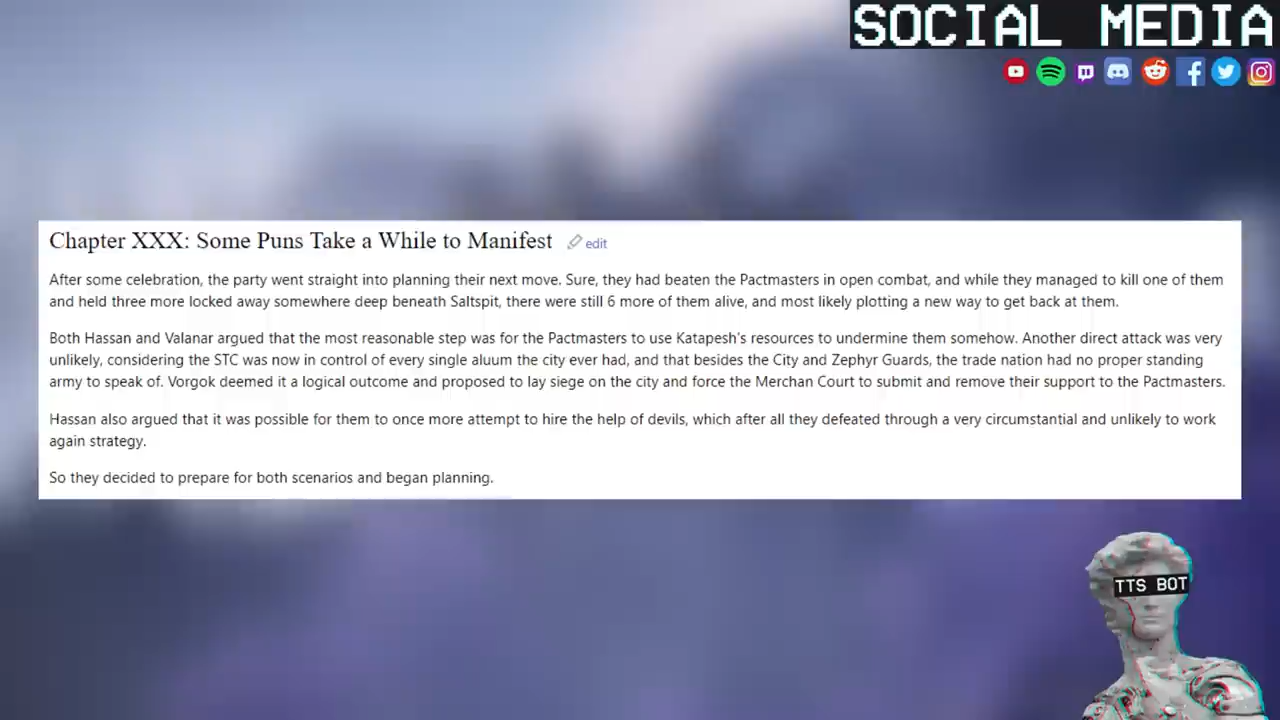 SOCIAL MEDIA
Chapter XXX: Some Puns Take a While to Manifest edit
After some celebration, the party went straight into planning their next move. Sure, they had beaten the Pactmasters in open combat, and while they managed to kill one of them
and held three more locked away somewhere deep beneath Saltspit, there were still 6 more of them alive, and most likely plotting a new way to get back at them.
Both Hassan and Valanar argued that the most reasonable step was for the Pactmasters to use Katapesh's resources to undermine them somehow. Another direct attack was very
unlikely, considering the STC was now in control of every single aluum the city ever had, and that besides the City and Zephyr Guards, the trade nation had no proper standing
army to speak of. Vorgok deemed it a logical outcome and proposed to lay siege on the city and force the Merchan Court to submit and remove their support to the Pactmasters.
Hassan also argued that it was possible for them to once more attempt to hire the help of devils, which after all they defeated through a very circumstantial and unlikely to work
again strategy.
So they decided to prepare for both scenarios and began planning.
TTS BOT